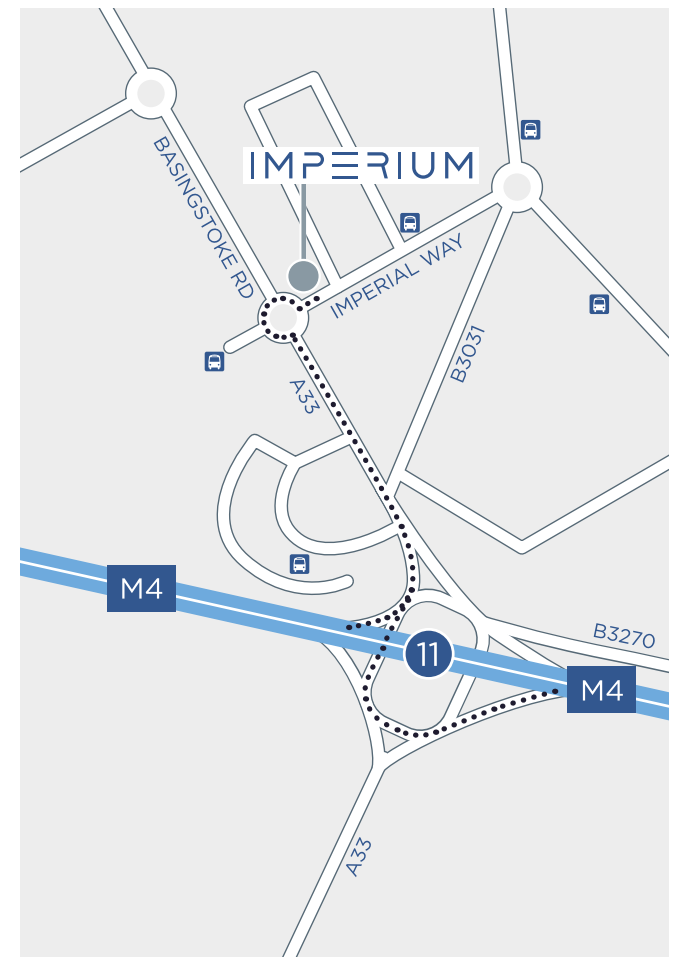 IMPERIUM
BASINGSTOKE RD
IMPERIAL WAY
B3031
A33
M4
11
B3270
M4
A33